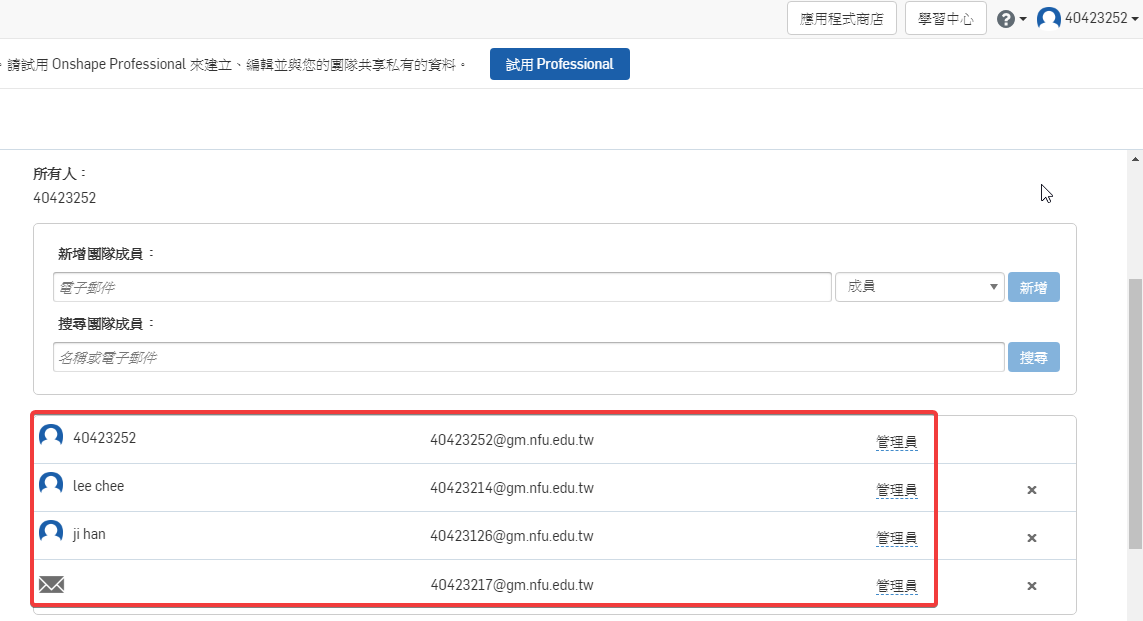 應用程式商店 學習中心 ? 40423252
。請試用 Onshape Professional 來建立、編輯並與您的團隊共享私有的資料。 試用 Professional
所有人：
40423252
新增團隊成員：
電子郵件 成員 新增
搜尋團隊成員：
名稱或電子郵件 搜尋
40423252 40423252@gm.nfu.edu.tw 管理員
lee chee 40423214@gm.nfu.edu.tw 管理員
ji han 40423126@gm.nfu.edu.tw 管理員
40423217@gm.nfu.edu.tw 管理員